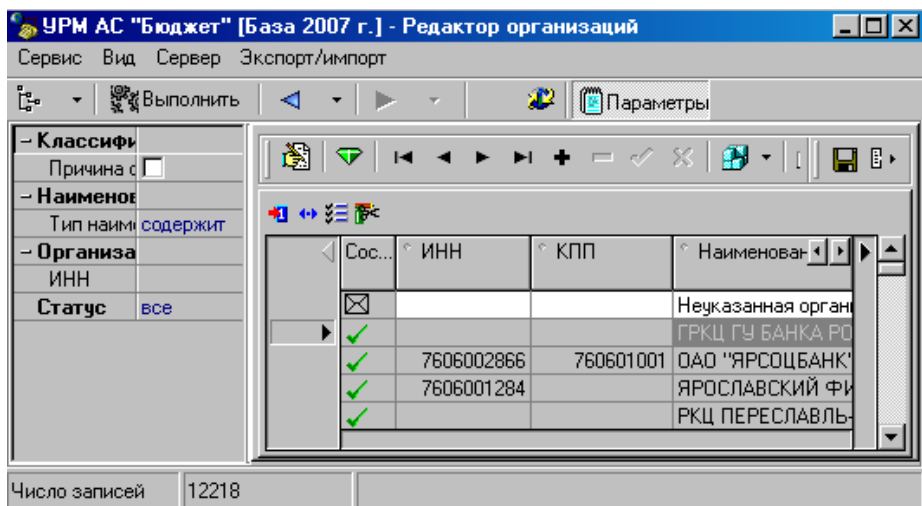 УРМ АС "Бюджет" [База 2007 г.] - Редактор организаций
Сервис Вид Сервер Экспорт/импорт
Выполнить Параметры
Классифи
Причина о
Наименов
Тип наим содержит
Организа
ИНН
Статус все
Сос... ИНН КПП Наименован
Неуказанная органи
ГРКЦ ГУ БАНКА РО
7606002866 760601001 ОАО "ЯРСОЦБАНК"
7606001284 ЯРОСЛАВСКИЙ ФИ
РКЦ ПЕРЕСЛАВЛЬ-
Число записей 12218